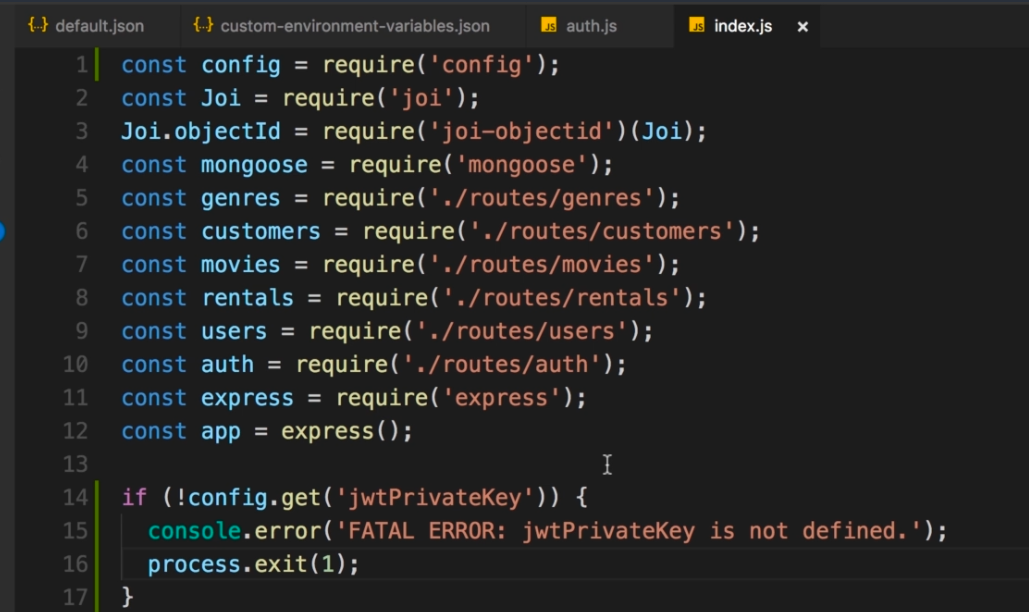 {..} default.json {..} custom-environment-variables.json JS auth.js JS index.js ×
1 const config = require('config');
2 const Joi = require('joi');
3 Joi.objectId = require('joi-objectid')(Joi);
4 const mongoose = require('mongoose');
5 const genres = require('./routes/genres');
6 const customers = require('./routes/customers');
7 const movies = require('./routes/movies');
8 const rentals = require('./routes/rentals');
9 const users = require('./routes/users');
10 const auth = require('./routes/auth');
11 const express = require('express');
12 const app = express();
13
14 if (!config.get('jwtPrivateKey')) {
15   console.error('FATAL ERROR: jwtPrivateKey is not defined.');
16   process.exit(1);
17 }